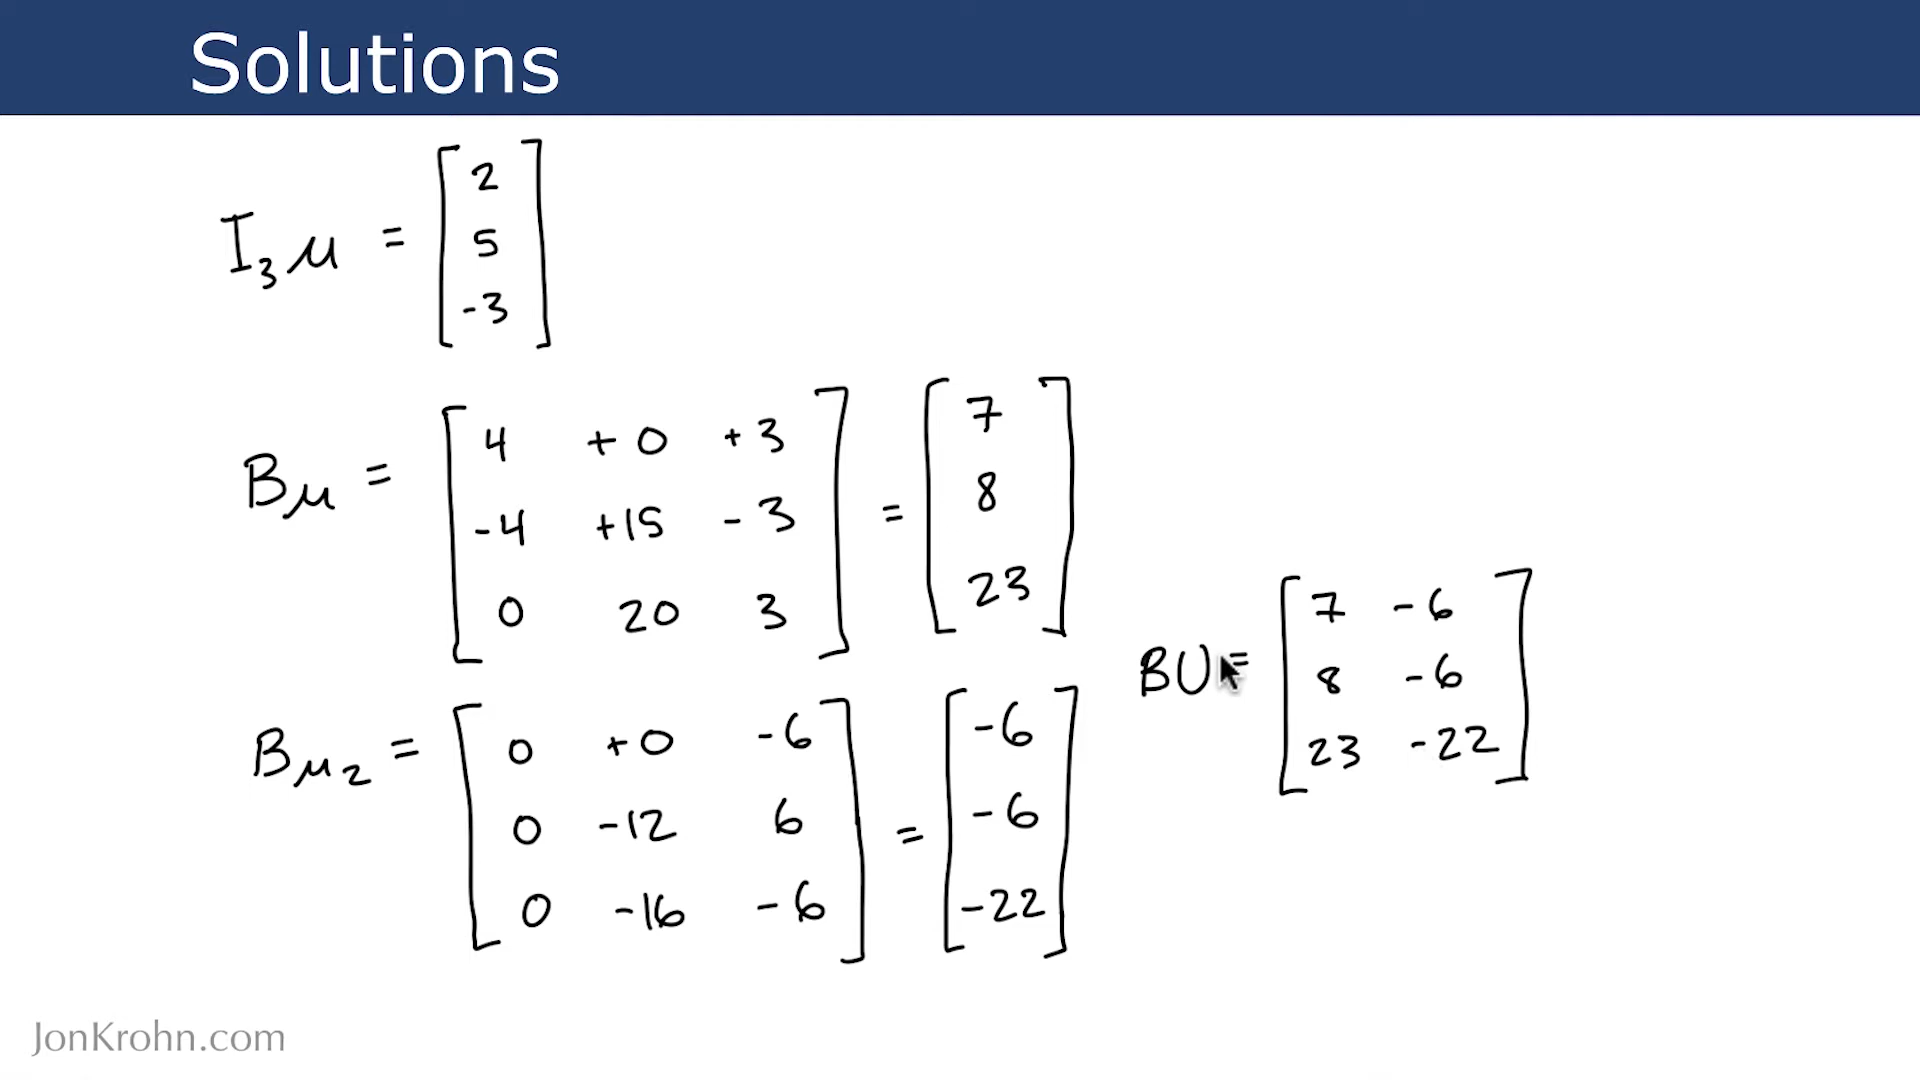 Solutions
I₃u = [2
5
-3]
Bu = [4 +0 +3
-4 +15 -3
0 20 3] = [7
8
23]
Bu₂ = [0 +0 -6
0 -12 6
0 -16 -6] = [-6
-6
-22]
BU = [7 -6
8 -6
23 -22]
JonKrohn.com